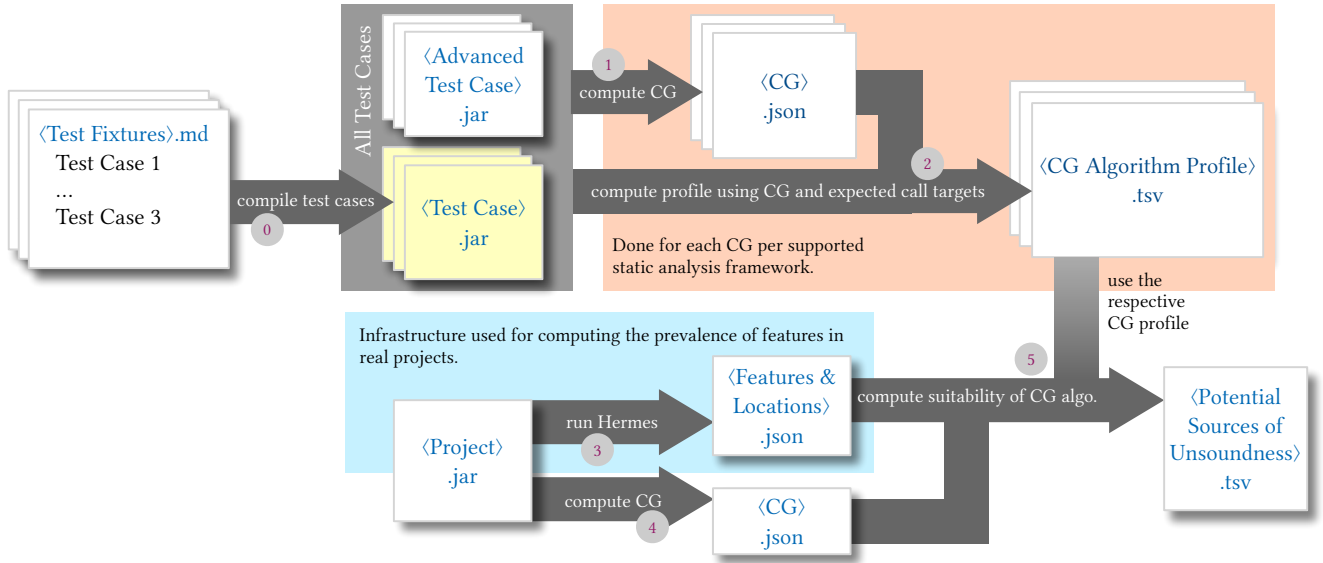 ⟨Test Fixtures⟩.md
Test Case 1
...
Test Case 3
compile test cases
0
All Test Cases
⟨Advanced
Test Case⟩
.jar
⟨Test Case⟩
.jar
1
compute CG
⟨CG⟩
.json
2
compute profile using CG and expected call targets
Done for each CG per supported
static analysis framework.
⟨CG Algorithm Profile⟩
.tsv
use the
respective
CG profile
Infrastructure used for computing the prevalence of features in
real projects.
⟨Project⟩
.jar
run Hermes
3
⟨Features &
Locations⟩
.json
compute CG
4
⟨CG⟩
.json
5
compute suitability of CG algo.
⟨Potential
Sources of
Unsoundness⟩
.tsv